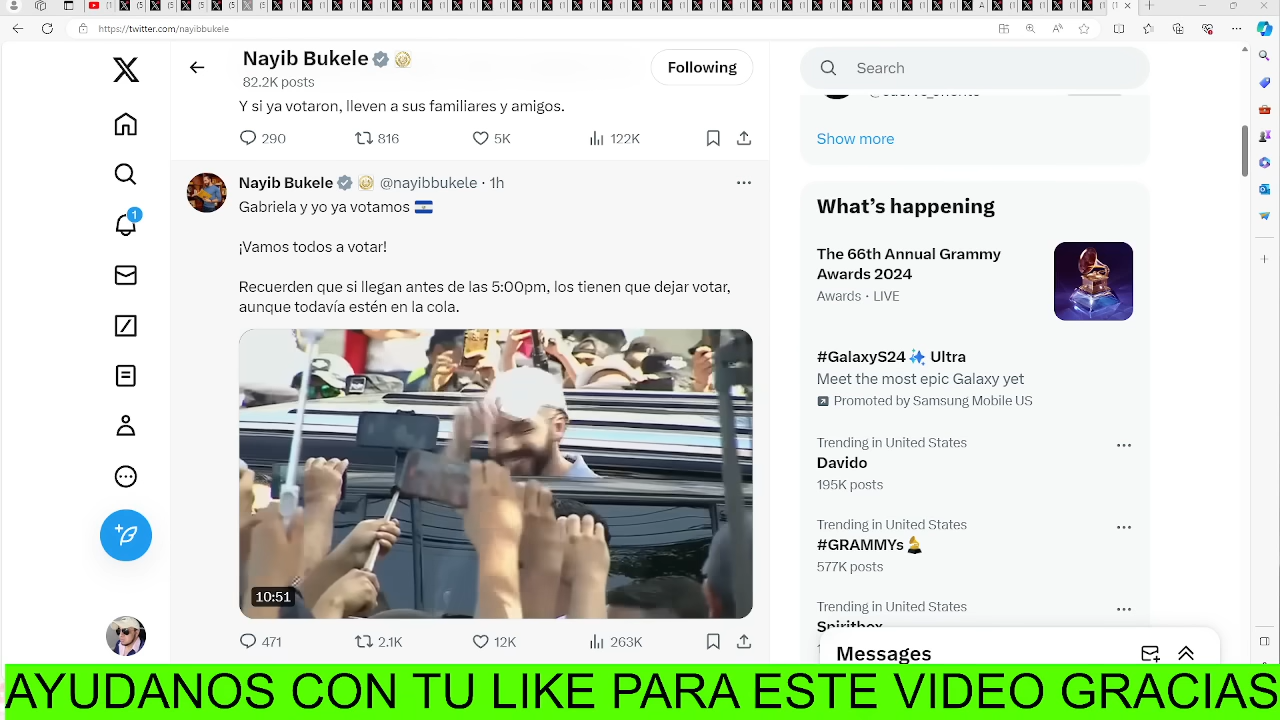 https://twitter.com/nayibbukele
Nayib Bukele
82.2K posts
Following
Y si ya votaron, lleven a sus familiares y amigos.
290 816 5K 122K
Nayib Bukele @nayibbukele · 1h
Gabriela y yo ya votamos
¡Vamos todos a votar!
Recuerden que si llegan antes de las 5:00pm, los tienen que dejar votar,
aunque todavía estén en la cola.
10:51
471 2.1K 12K 263K
1
Search
Show more
What's happening
The 66th Annual Grammy
Awards 2024
Awards · LIVE
#GalaxyS24 Ultra
Meet the most epic Galaxy yet
Promoted by Samsung Mobile US
Trending in United States
Davido
195K posts
Trending in United States
#GRAMMYs
577K posts
Trending in United States
Spiritbox
Messages
AYUDANOS CON TU LIKE PARA ESTE VIDEO GRACIAS